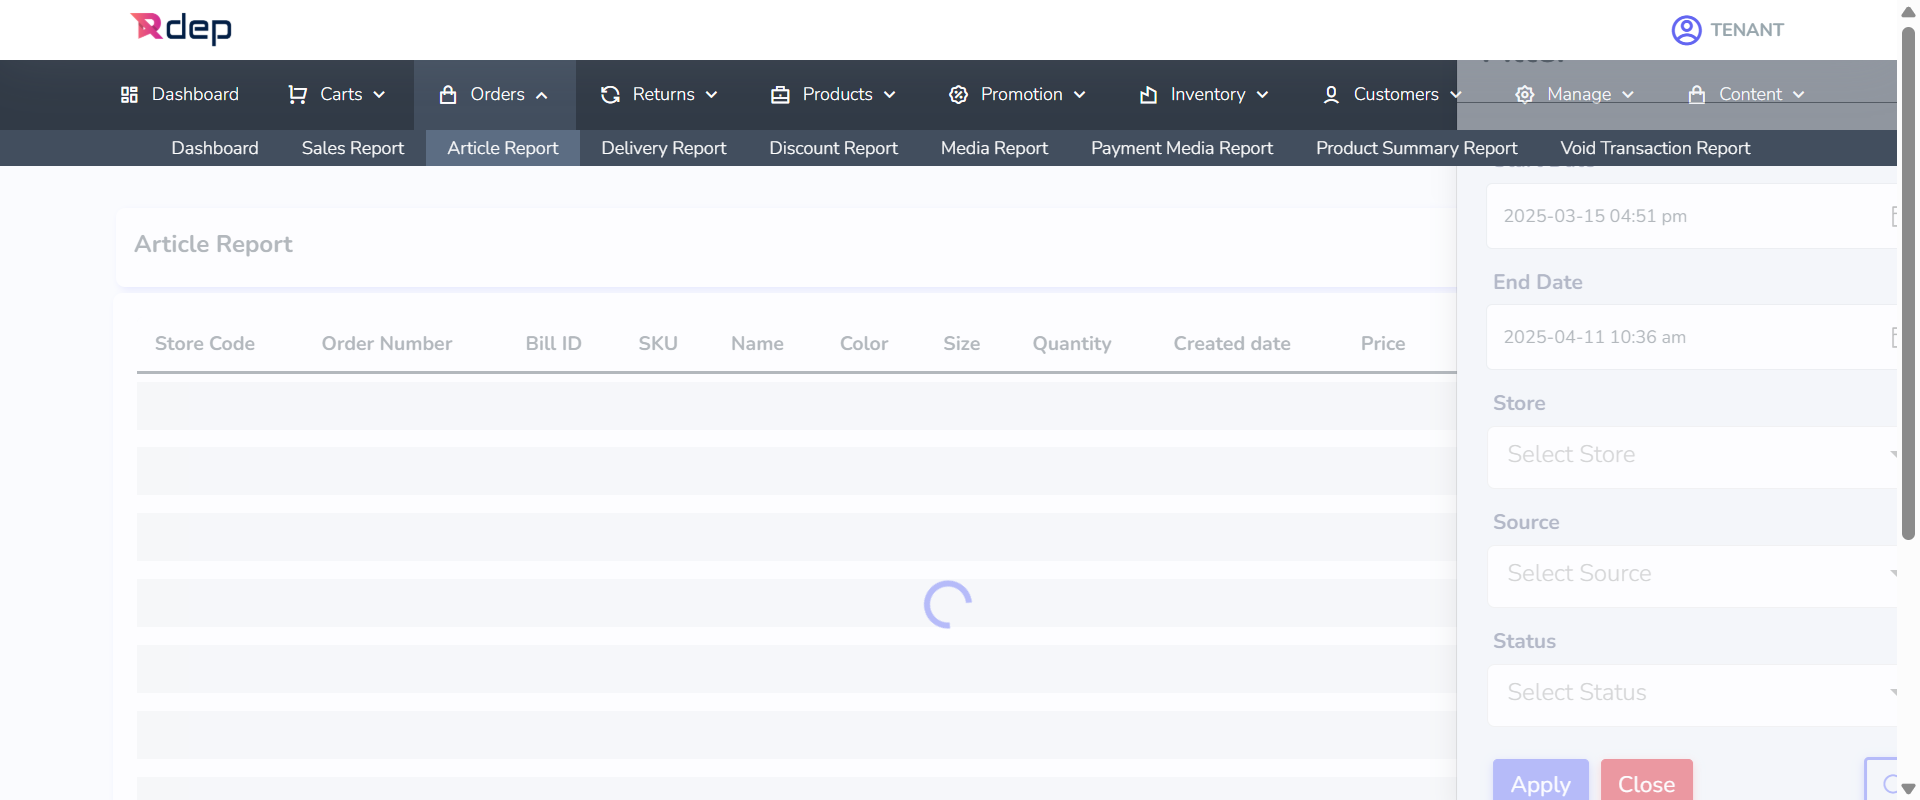 Rdep
TENANT
Dashboard Carts Orders Returns Products Promotion Inventory Customers Manage Content
Dashboard Sales Report Article Report Delivery Report Discount Report Media Report Payment Media Report Product Summary Report Void Transaction Report
Article Report
Store Code Order Number Bill ID SKU Name Color Size Quantity Created date Price
2025-03-15 04:51 pm
End Date
2025-04-11 10:36 am
Store
Select Store
Source
Select Source
Status
Select Status
Apply Close